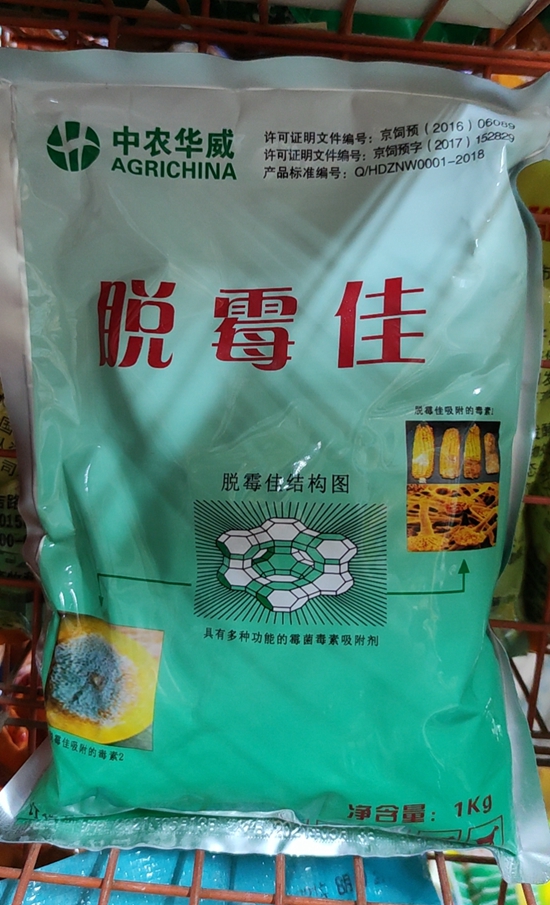 中农华威
AGRICHINA
许可证明文件编号：京饲预（2016）06089
许可证明文件编号：京饲预字（2017）152829
产品标准编号：Q/HDZNW0001-2018
脱霉佳
脱霉佳吸附的毒素1
脱霉佳结构图
具有多种功能的霉菌毒素吸附剂
霉佳吸附的毒素2
净含量：1Kg